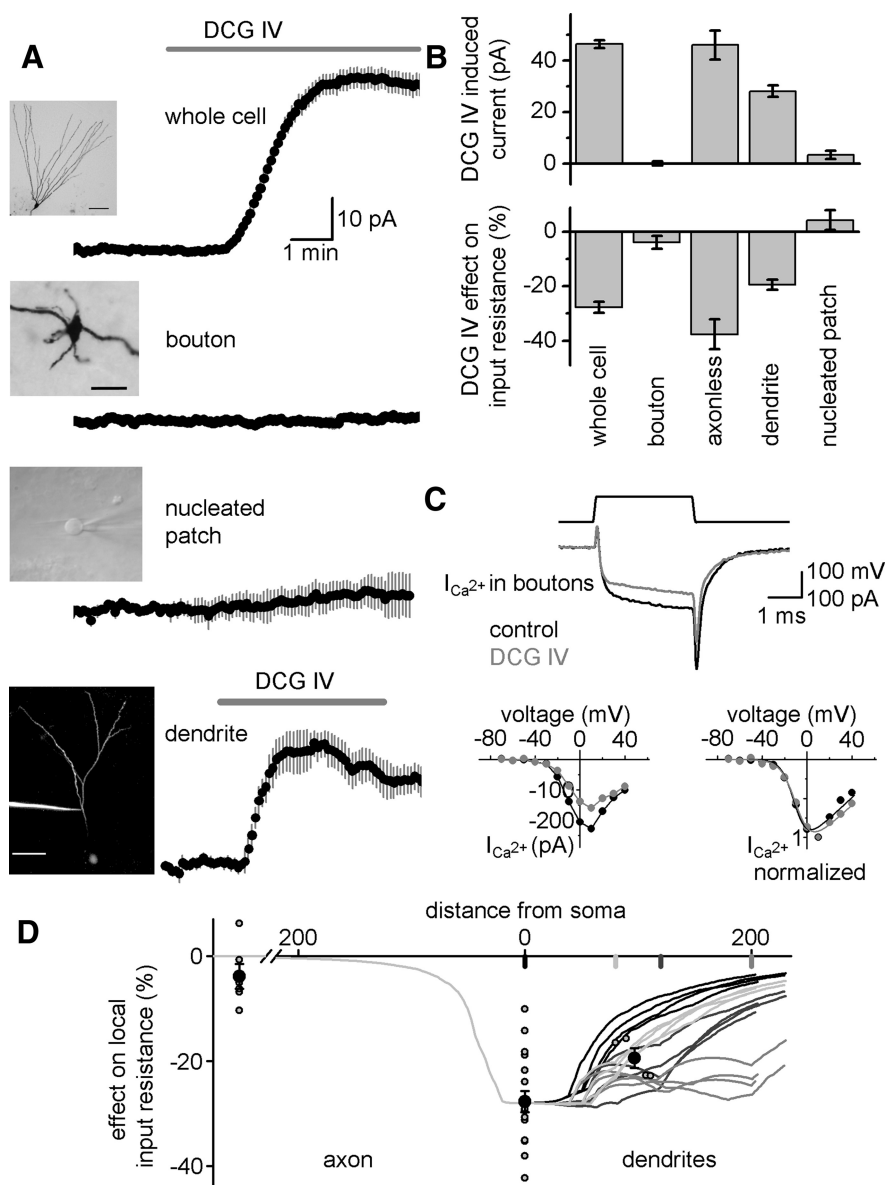 A
DCG IV
whole cell
10 pA
1 min
bouton
nucleated
patch
DCG IV
dendrite
B
DCG IV induced
current (pA)
40
20
0
DCG IV effect on
input resistance (%)
0
-20
-40
whole cell
bouton
axonless
dendrite
nucleated patch
C
I Ca2+ in boutons
100 mV
100 pA
1 ms
control
DCG IV
voltage (mV)
-80 -40 0 40
-100
-200
I Ca2+ (pA)
voltage (mV)
-80 -40 0 40
1
I Ca2+
normalized
D
distance from soma
200 0 200
effect on local
input resistance (%)
0
-20
-40
axon
dendrites